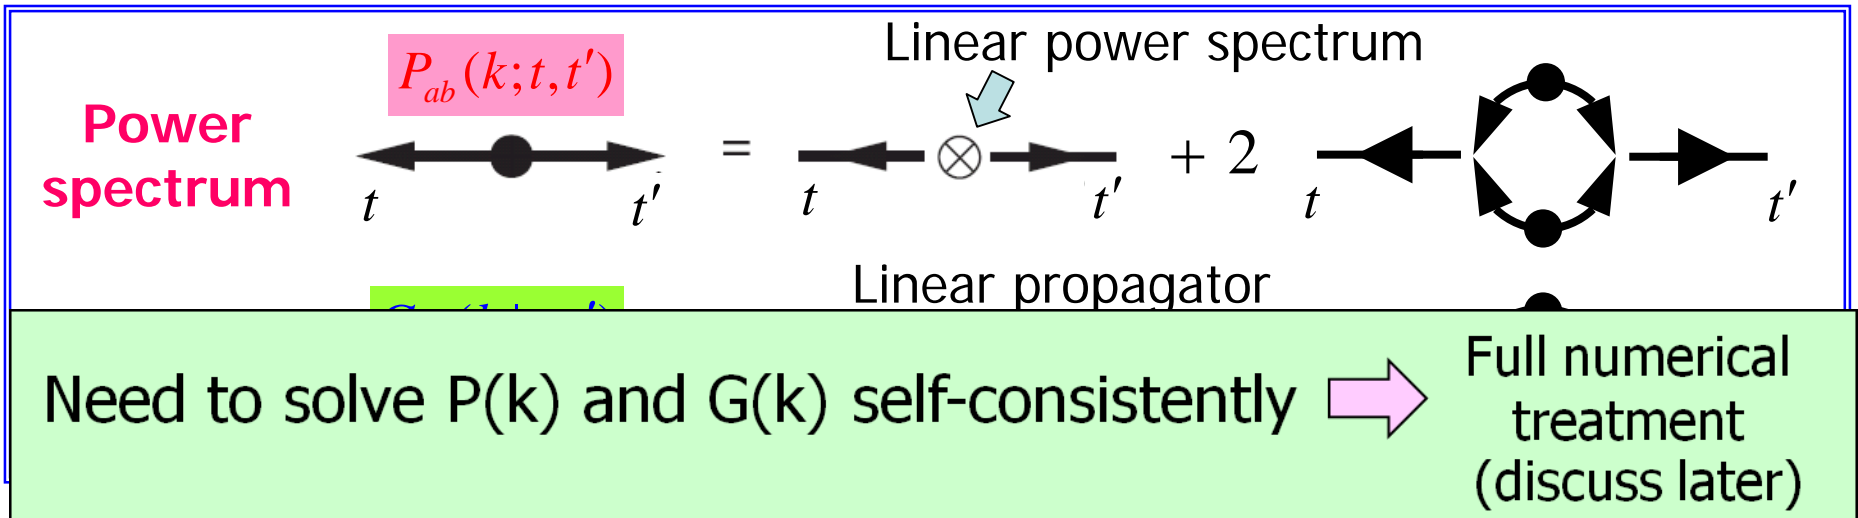 Linear power spectrum
P_ab(k;t,t′)
Power
spectrum
= + 2
t t′ t t′ t t′
Linear propagator
Need to solve P(k) and G(k) self-consistently
Full numerical
treatment
(discuss later)